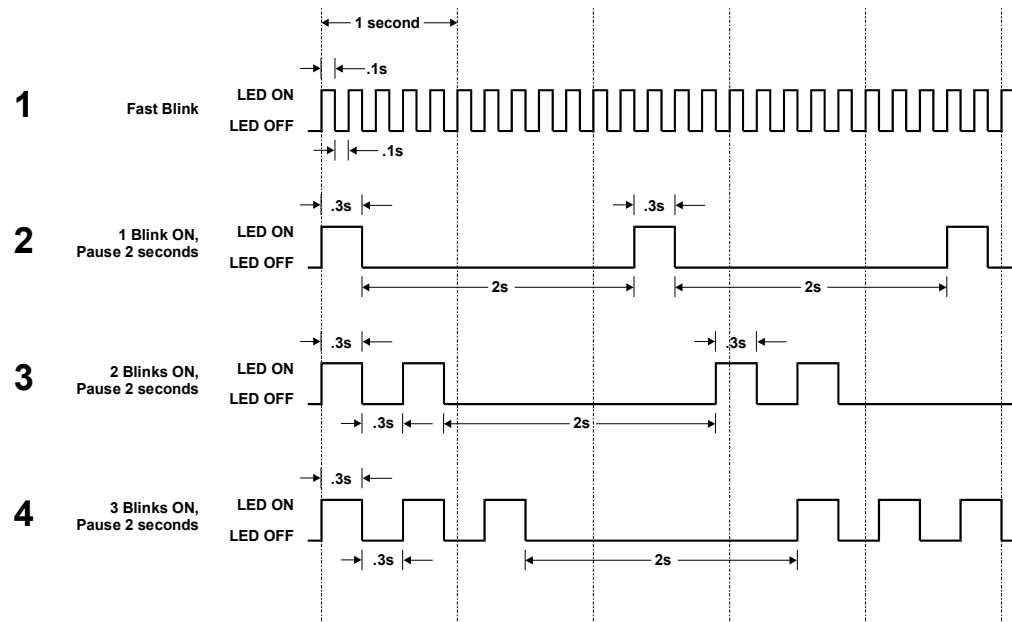 1 second
.1s
1
Fast Blink
LED ON
LED OFF
.1s
.3s
.3s
2
1 Blink ON,
Pause 2 seconds
LED ON
LED OFF
2s
2s
.3s
.3s
3
2 Blinks ON,
Pause 2 seconds
LED ON
LED OFF
.3s
2s
.3s
4
3 Blinks ON,
Pause 2 seconds
LED ON
LED OFF
.3s
2s